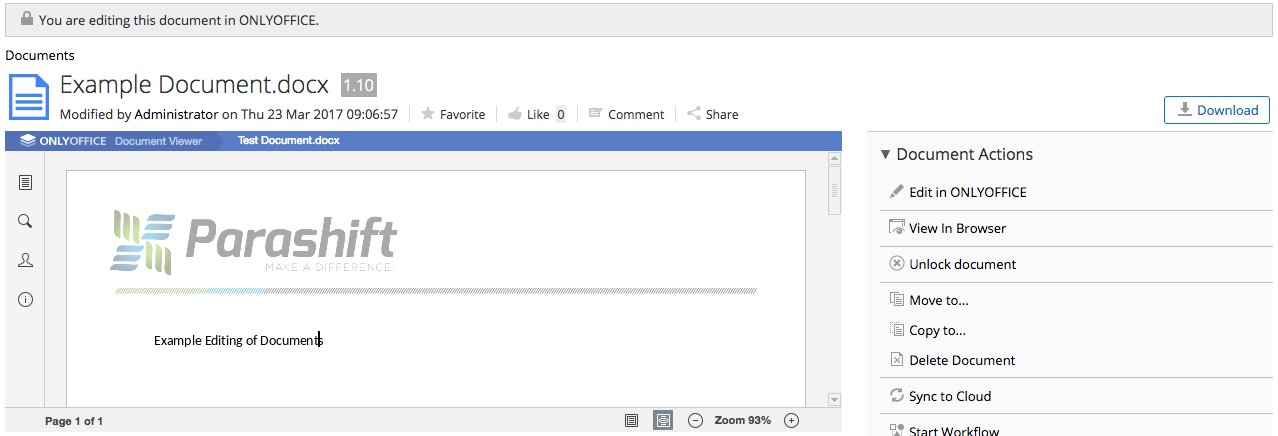 You are editing this document in ONLYOFFICE.
Documents
Example Document.docx 1.10
Modified by Administrator on Thu 23 Mar 2017 09:06:57 Favorite Like 0 Comment Share
Download
ONLYOFFICE Document Viewer Test Document.docx
Parashift
MAKE A DIFFERENCE.
Example Editing of Documents
Page 1 of 1 Zoom 93%
▼ Document Actions
Edit in ONLYOFFICE
View In Browser
Unlock document
Move to...
Copy to...
Delete Document
Sync to Cloud
Start Workflow